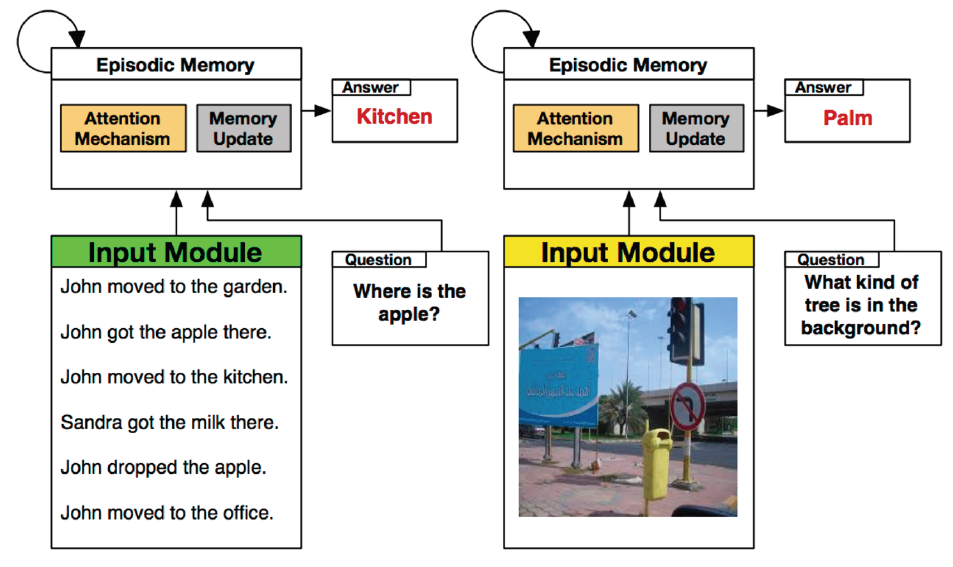 Episodic Memory
Attention
Mechanism
Memory
Update
Answer
Kitchen
Input Module
John moved to the garden.
John got the apple there.
John moved to the kitchen.
Sandra got the milk there.
John dropped the apple.
John moved to the office.
Question
Where is the
apple?
Episodic Memory
Attention
Mechanism
Memory
Update
Answer
Palm
Input Module
Question
What kind of
tree is in the
background?